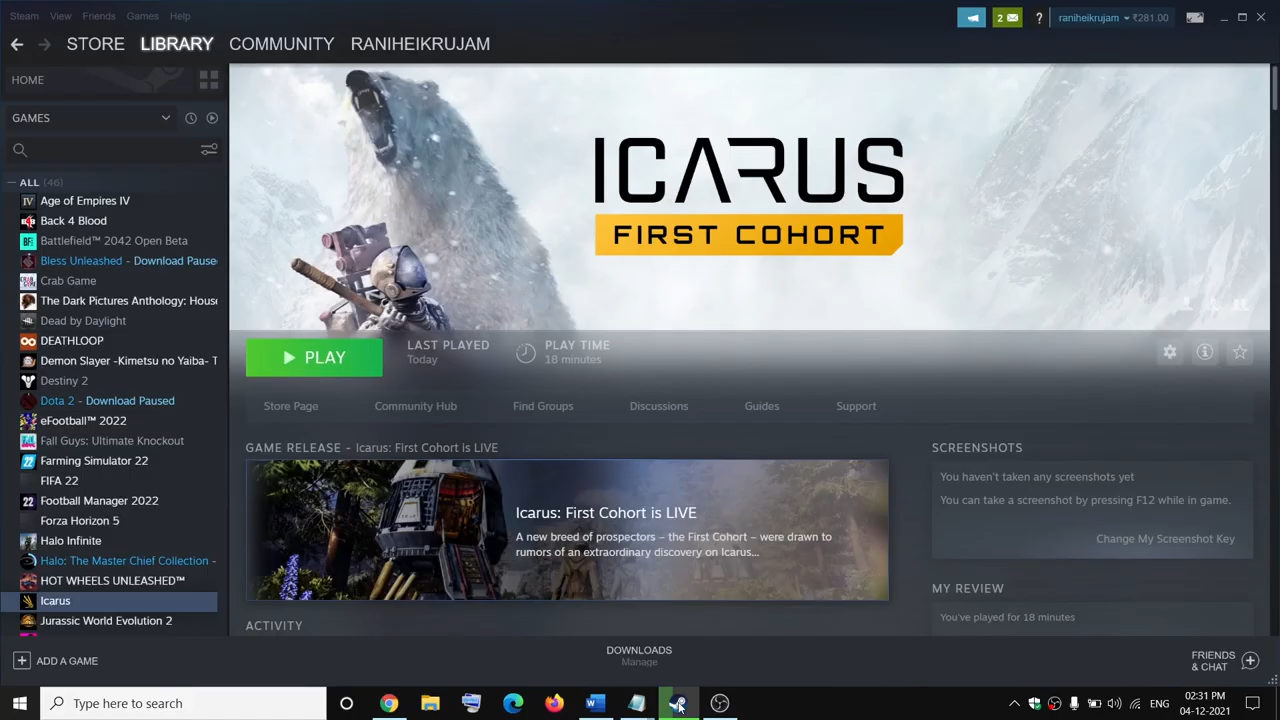 Steam View Friends Games Help
2 ? raniheikrujam ₹281.00
STORE LIBRARY COMMUNITY RANIHEIKRUJAM
HOME
GAMES
ALL (46)
Age of Empires IV
Back 4 Blood
Battlefield™ 2042 Open Beta
Bless Unleashed - Download Paused
Crab Game
The Dark Pictures Anthology: House
Dead by Daylight
DEATHLOOP
Demon Slayer -Kimetsu no Yaiba- T
Destiny 2
Dota 2 - Download Paused
eFootball™ 2022
Fall Guys: Ultimate Knockout
Farming Simulator 22
FIFA 22
Football Manager 2022
Forza Horizon 5
Halo Infinite
Halo: The Master Chief Collection -
HOT WHEELS UNLEASHED™
Icarus
Jurassic World Evolution 2
ADD A GAME
ICARUS
FIRST COHORT
PLAY
LAST PLAYED
Today
PLAY TIME
18 minutes
Store Page Community Hub Find Groups Discussions Guides Support
GAME RELEASE - Icarus: First Cohort is LIVE
Icarus: First Cohort is LIVE
A new breed of prospectors – the First Cohort – were drawn to
rumors of an extraordinary discovery on Icarus...
ACTIVITY
SCREENSHOTS
You haven't taken any screenshots yet
You can take a screenshot by pressing F12 while in game.
Change My Screenshot Key
MY REVIEW
You've played for 18 minutes
DOWNLOADS
Manage
FRIENDS
& CHAT
Type here to search
ENG
02:31 PM
04-12-2021